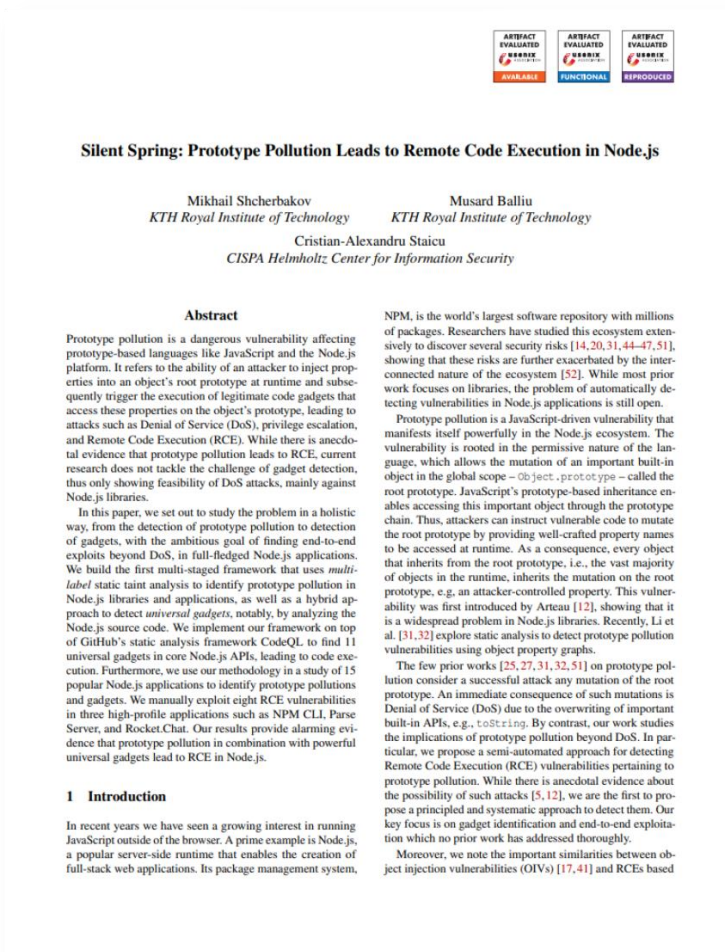 ARTIFACT EVALUATED
usenix ASSOCIATION
AVAILABLE
ARTIFACT EVALUATED
usenix ASSOCIATION
FUNCTIONAL
ARTIFACT EVALUATED
usenix ASSOCIATION
REPRODUCED
Silent Spring: Prototype Pollution Leads to Remote Code Execution in Node.js
Mikhail Shcherbakov
KTH Royal Institute of Technology
Musard Balliu
KTH Royal Institute of Technology
Cristian-Alexandru Staicu
CISPA Helmholtz Center for Information Security
Abstract
Prototype pollution is a dangerous vulnerability affecting
prototype-based languages like JavaScript and the Node.js
platform. It refers to the ability of an attacker to inject prop-
erties into an object's root prototype at runtime and subse-
quently trigger the execution of legitimate code gadgets that
access these properties on the object's prototype, leading to
attacks such as Denial of Service (DoS), privilege escalation,
and Remote Code Execution (RCE). While there is anecdo-
tal evidence that prototype pollution leads to RCE, current
research does not tackle the challenge of gadget detection,
thus only showing feasibility of DoS attacks, mainly against
Node.js libraries.
In this paper, we set out to study the problem in a holistic
way, from the detection of prototype pollution to detection
of gadgets, with the ambitious goal of finding end-to-end
exploits beyond DoS, in full-fledged Node.js applications.
We build the first multi-staged framework that uses multi-
label static taint analysis to identify prototype pollution in
Node.js libraries and applications, as well as a hybrid ap-
proach to detect universal gadgets, notably, by analyzing the
Node.js source code. We implement our framework on top
of GitHub's static analysis framework CodeQL to find 11
universal gadgets in core Node.js APIs, leading to code exe-
cution. Furthermore, we use our methodology in a study of 15
popular Node.js applications to identify prototype pollutions
and gadgets. We manually exploit eight RCE vulnerabilities
in three high-profile applications such as NPM CLI, Parse
Server, and Rocket.Chat. Our results provide alarming evi-
dence that prototype pollution in combination with powerful
universal gadgets lead to RCE in Node.js.
1 Introduction
In recent years we have seen a growing interest in running
JavaScript outside of the browser. A prime example is Node.js,
a popular server-side runtime that enables the creation of
full-stack web applications. Its package management system,
NPM, is the world's largest software repository with millions
of packages. Researchers have studied this ecosystem exten-
sively to discover several security risks [14,20,31,44–47,51],
showing that these risks are further exacerbated by the inter-
connected nature of the ecosystem [52]. While most prior
work focuses on libraries, the problem of automatically de-
tecting vulnerabilities in Node.js applications is still open.
Prototype pollution is a JavaScript-driven vulnerability that
manifests itself powerfully in the Node.js ecosystem. The
vulnerability is rooted in the permissive nature of the lan-
guage, which allows the mutation of an important built-in
object in the global scope – Object.prototype – called the
root prototype. JavaScript's prototype-based inheritance en-
ables accessing this important object through the prototype
chain. Thus, attackers can instruct vulnerable code to mutate
the root prototype by providing well-crafted property names
to be accessed at runtime. As a consequence, every object
that inherits from the root prototype, i.e., the vast majority
of objects in the runtime, inherits the mutation on the root
prototype, e.g, an attacker-controlled property. This vulner-
ability was first introduced by Arteau [12], showing that it
is a widespread problem in Node.js libraries. Recently, Li et
al. [31,32] explore static analysis to detect prototype pollution
vulnerabilities using object property graphs.
The few prior works [25,27,31,32,51] on prototype pol-
lution consider a successful attack any mutation of the root
prototype. An immediate consequence of such mutations is
Denial of Service (DoS) due to the overwriting of important
built-in APIs, e.g., toString. By contrast, our work studies
the implications of prototype pollution beyond DoS. In par-
ticular, we propose a semi-automated approach for detecting
Remote Code Execution (RCE) vulnerabilities pertaining to
prototype pollution. While there is anecdotal evidence about
the possibility of such attacks [5,12], we are the first to pro-
pose a principled and systematic approach to detect them. Our
key focus is on gadget identification and end-to-end exploita-
tion which no prior work has addressed thoroughly.
Moreover, we note the important similarities between ob-
ject injection vulnerabilities (OIVs) [17,41] and RCEs based